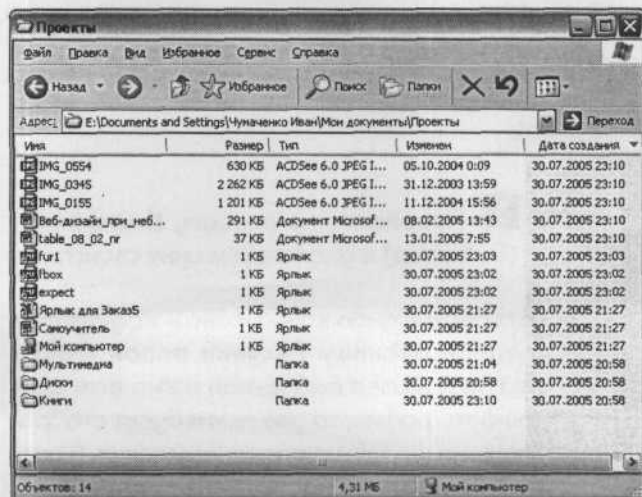 Проекты
Файл Правка Вид Избранное Сервис Справка
Назад Избранное Поиск Папки
Адрес: E:\Documents and Settings\Чумаченко Иван\Мои документы\Проекты Переход
Имя Размер Тип Изменен Дата создания
IMG_0554 630 КБ ACDSee 6.0 JPEG I... 05.10.2004 0:09 30.07.2005 23:10
IMG_0345 2 262 КБ ACDSee 6.0 JPEG I... 31.12.2003 13:59 30.07.2005 23:10
IMG_0155 1 201 КБ ACDSee 6.0 JPEG I... 11.12.2004 15:56 30.07.2005 23:10
Веб-дизайн_при_неб... 291 КБ Документ Microsof... 08.02.2005 13:43 30.07.2005 23:10
table_08_02_nr 37 КБ Документ Microsof... 13.01.2005 7:55 30.07.2005 23:10
fur1 1 КБ Ярлык 30.07.2005 23:03 30.07.2005 23:03
fbox 1 КБ Ярлык 30.07.2005 23:02 30.07.2005 23:02
expect 1 КБ Ярлык 30.07.2005 23:02 30.07.2005 23:02
Ярлык для Заказ5 1 КБ Ярлык 30.07.2005 21:27 30.07.2005 21:27
Самоучитель 1 КБ Ярлык 30.07.2005 21:27 30.07.2005 21:27
Мой компьютер 1 КБ Ярлык 30.07.2005 21:27 30.07.2005 21:27
Мультимедиа Папка 30.07.2005 21:04 30.07.2005 20:58
Диски Папка 30.07.2005 20:58 30.07.2005 20:58
Книги Папка 30.07.2005 23:10 30.07.2005 20:58
Объектов: 14 4,31 МБ Мой компьютер